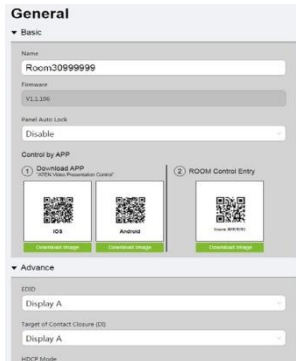 General
Basic
Name
Room30999999
Firmware
V1.1.106
Panel Auto Lock
Disable
Control by APP
1 Download APP
"ATEN Video Presentation Control"
2 ROOM Control Entry
iOS
Android
Download Image
Download Image
Download Image
Advance
EDID
Display A
Target of Contact Closure (DI)
Display A
HDCP Mode